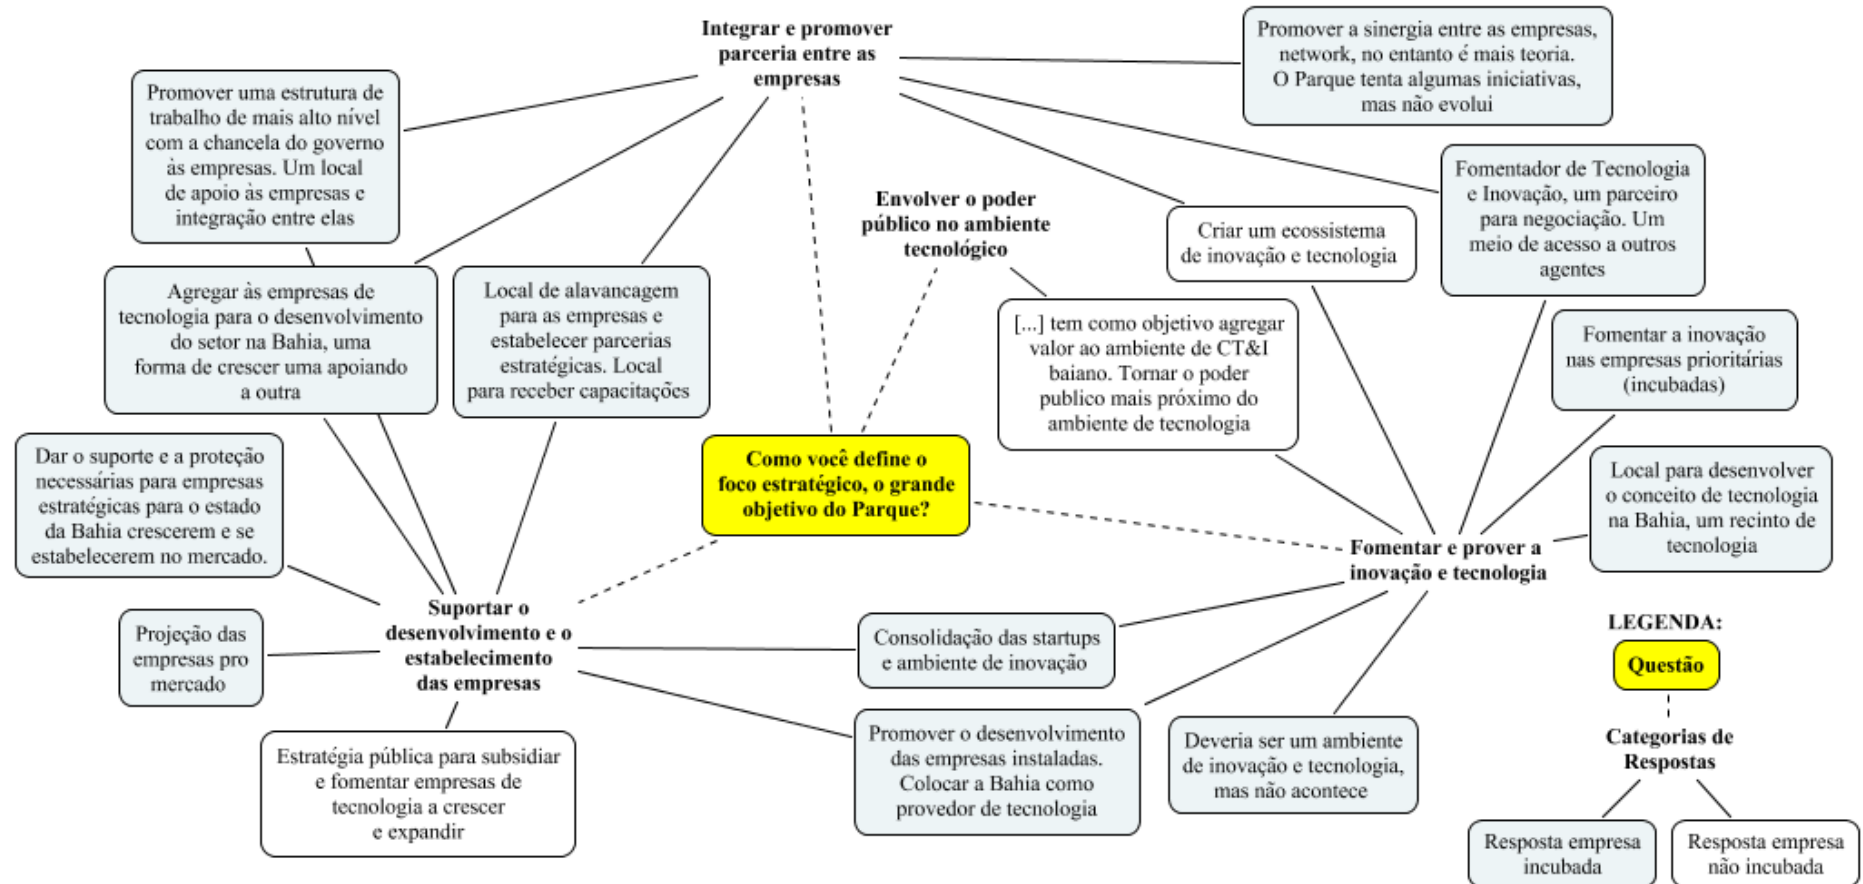 Integrar e promover
parceria entre as
empresas
Promover a sinergia entre as empresas,
network, no entanto é mais teoria.
O Parque tenta algumas iniciativas,
mas não evolui
Promover uma estrutura de
trabalho de mais alto nível
com a chancela do governo
às empresas. Um local
de apoio às empresas e
integração entre elas
Fomentador de Tecnologia
e Inovação, um parceiro
para negociação. Um
meio de acesso a outros
agentes
Envolver o poder
público no ambiente
tecnológico
Criar um ecossistema
de inovação e tecnologia
Agregar às empresas de
tecnologia para o desenvolvimento
do setor na Bahia, uma
forma de crescer uma apoiando
a outra
Local de alavancagem
para as empresas e
estabelecer parcerias
estratégicas. Local
para receber capacitações
[...] tem como objetivo agregar
valor ao ambiente de CT&I
baiano. Tornar o poder
publico mais próximo do
ambiente de tecnologia
Fomentar a inovação
nas empresas prioritárias
(incubadas)
Dar o suporte e a proteção
necessárias para empresas
estratégicas para o estado
da Bahia crescerem e se
estabelecerem no mercado.
Como você define o
foco estratégico, o grande
objetivo do Parque?
Local para desenvolver
o conceito de tecnologia
na Bahia, um recinto de
tecnologia
Fomentar e prover a
inovação e tecnologia
Suportar o
desenvolvimento e o
estabelecimento
das empresas
Projeção das
empresas pro
mercado
Consolidação das startups
e ambiente de inovação
Estratégia pública para subsidiar
e fomentar empresas de
tecnologia a crescer
e expandir
Promover o desenvolvimento
das empresas instaladas.
Colocar a Bahia como
provedor de tecnologia
Deveria ser um ambiente
de inovação e tecnologia,
mas não acontece
LEGENDA:
Questão
Categorias de
Respostas
Resposta empresa
incubada
Resposta empresa
não incubada